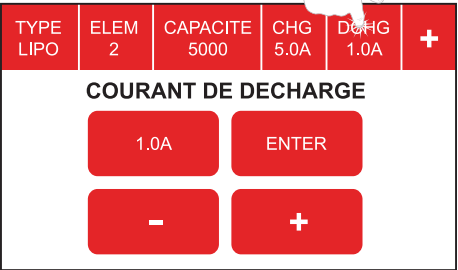 TYPE ELEM CAPACITE CHG DCHG
LIPO 2 5000 5.0A 1.0A +
COURANT DE DECHARGE
1.0A ENTER
- +